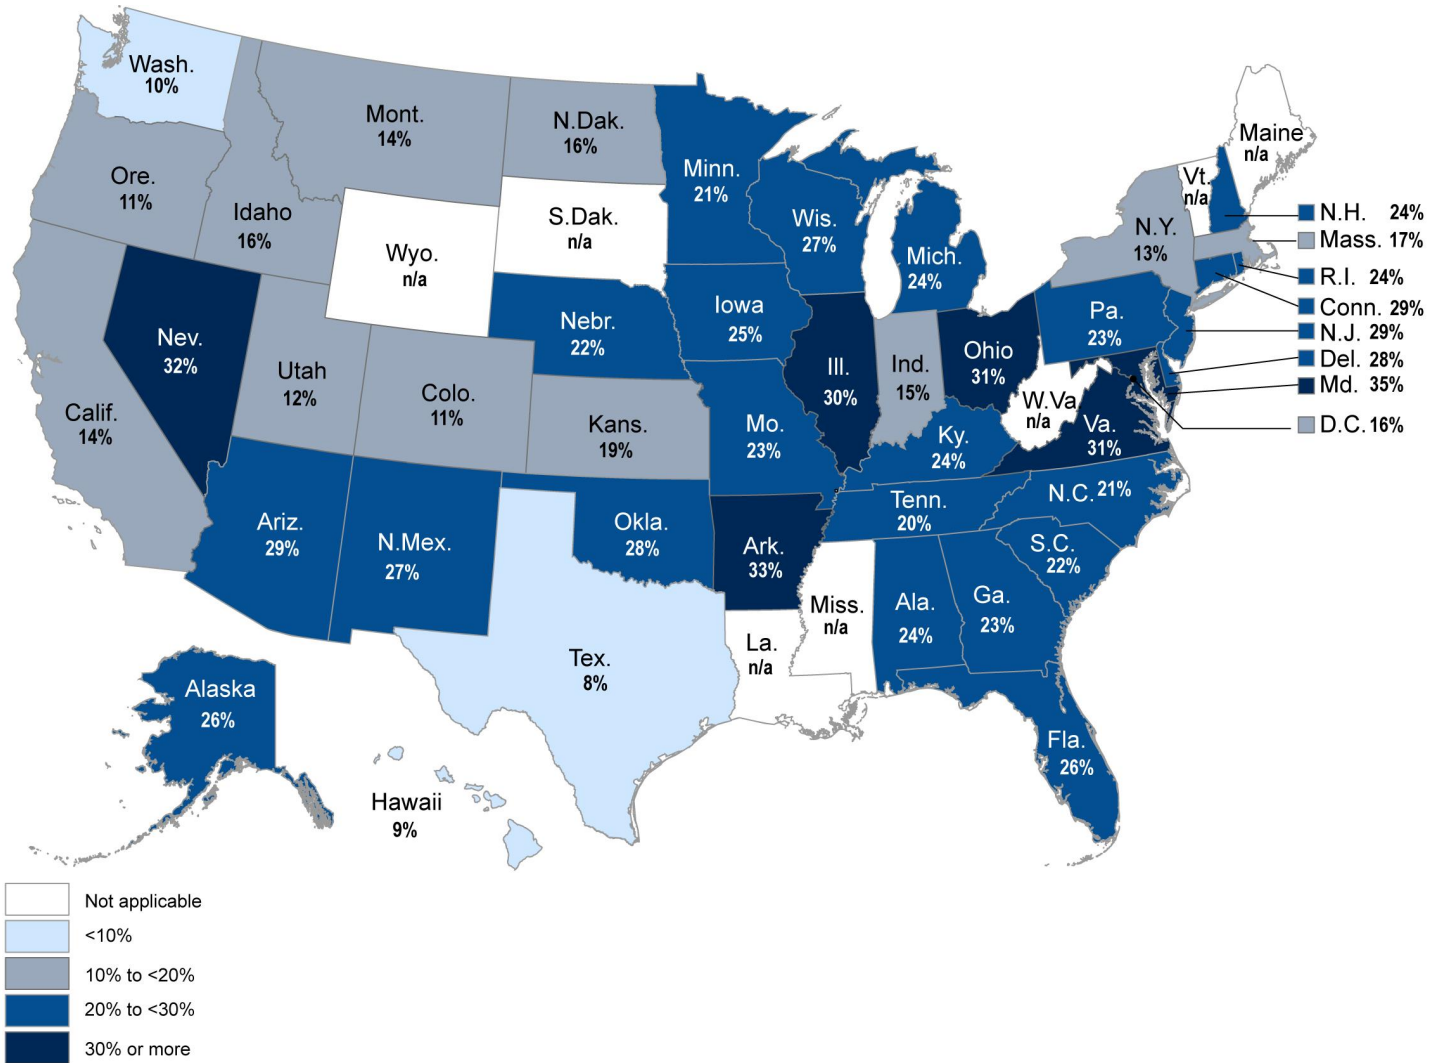 Wash.
10%
Mont.
14%
N.Dak.
16%
Minn.
21%
Maine
n/a
Vt.
n/a
Ore.
11%
Idaho
16%
S.Dak.
n/a
Wyo.
n/a
Wis.
27%
Mich.
24%
N.Y.
13%
N.H. 24%
Mass. 17%
R.I. 24%
Conn. 29%
N.J. 29%
Del. 28%
Md. 35%
D.C. 16%
Nev.
32%
Utah
12%
Colo.
11%
Nebr.
22%
Iowa
25%
Ill.
30%
Ind.
15%
Ohio
31%
Pa.
23%
W.Va
n/a
Va.
31%
Calif.
14%
Kans.
19%
Mo.
23%
Ky.
24%
Tenn.
20%
N.C. 21%
S.C.
22%
Ariz.
29%
N.Mex.
27%
Okla.
28%
Ark.
33%
Miss.
n/a
Ala.
24%
Ga.
23%
La.
n/a
Tex.
8%
Fla.
26%
Alaska
26%
Hawaii
9%
Not applicable
<10%
10% to <20%
20% to <30%
30% or more